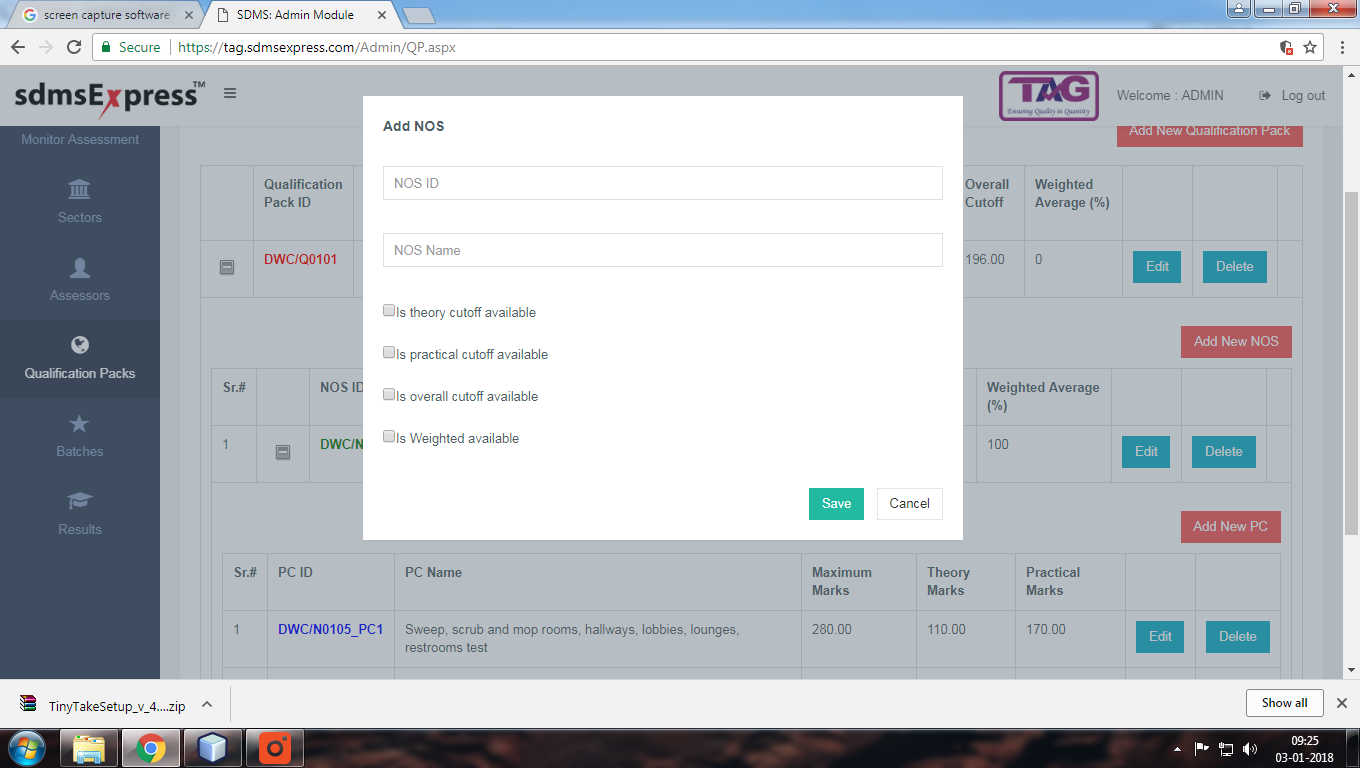 screen capture software
SDMS: Admin Module
Secure
https://tag.sdmsexpress.com/Admin/QP.aspx
sdmsExpress™
TAG
Ensuring Quality in Quantity
Welcome : ADMIN
Log out
Monitor Assessment
Sectors
Assessors
Qualification Packs
Batches
Results
Add New Qualification Pack
Qualification
Pack ID
Overall
Cutoff
Weighted
Average (%)
DWC/Q0101
196.00
0
Edit
Delete
Add New NOS
Sr.#
NOS ID
Weighted Average
(%)
1
DWC/N
100
Edit
Delete
Add New PC
Sr.#
PC ID
PC Name
Maximum
Marks
Theory
Marks
Practical
Marks
1
DWC/N0105_PC1
Sweep, scrub and mop rooms, hallways, lobbies, lounges,
restrooms test
280.00
110.00
170.00
Edit
Delete
Add NOS
NOS ID
NOS Name
Is theory cutoff available
Is practical cutoff available
Is overall cutoff available
Is Weighted available
Save
Cancel
TinyTakeSetup_v_4....zip
Show all
09:25
03-01-2018